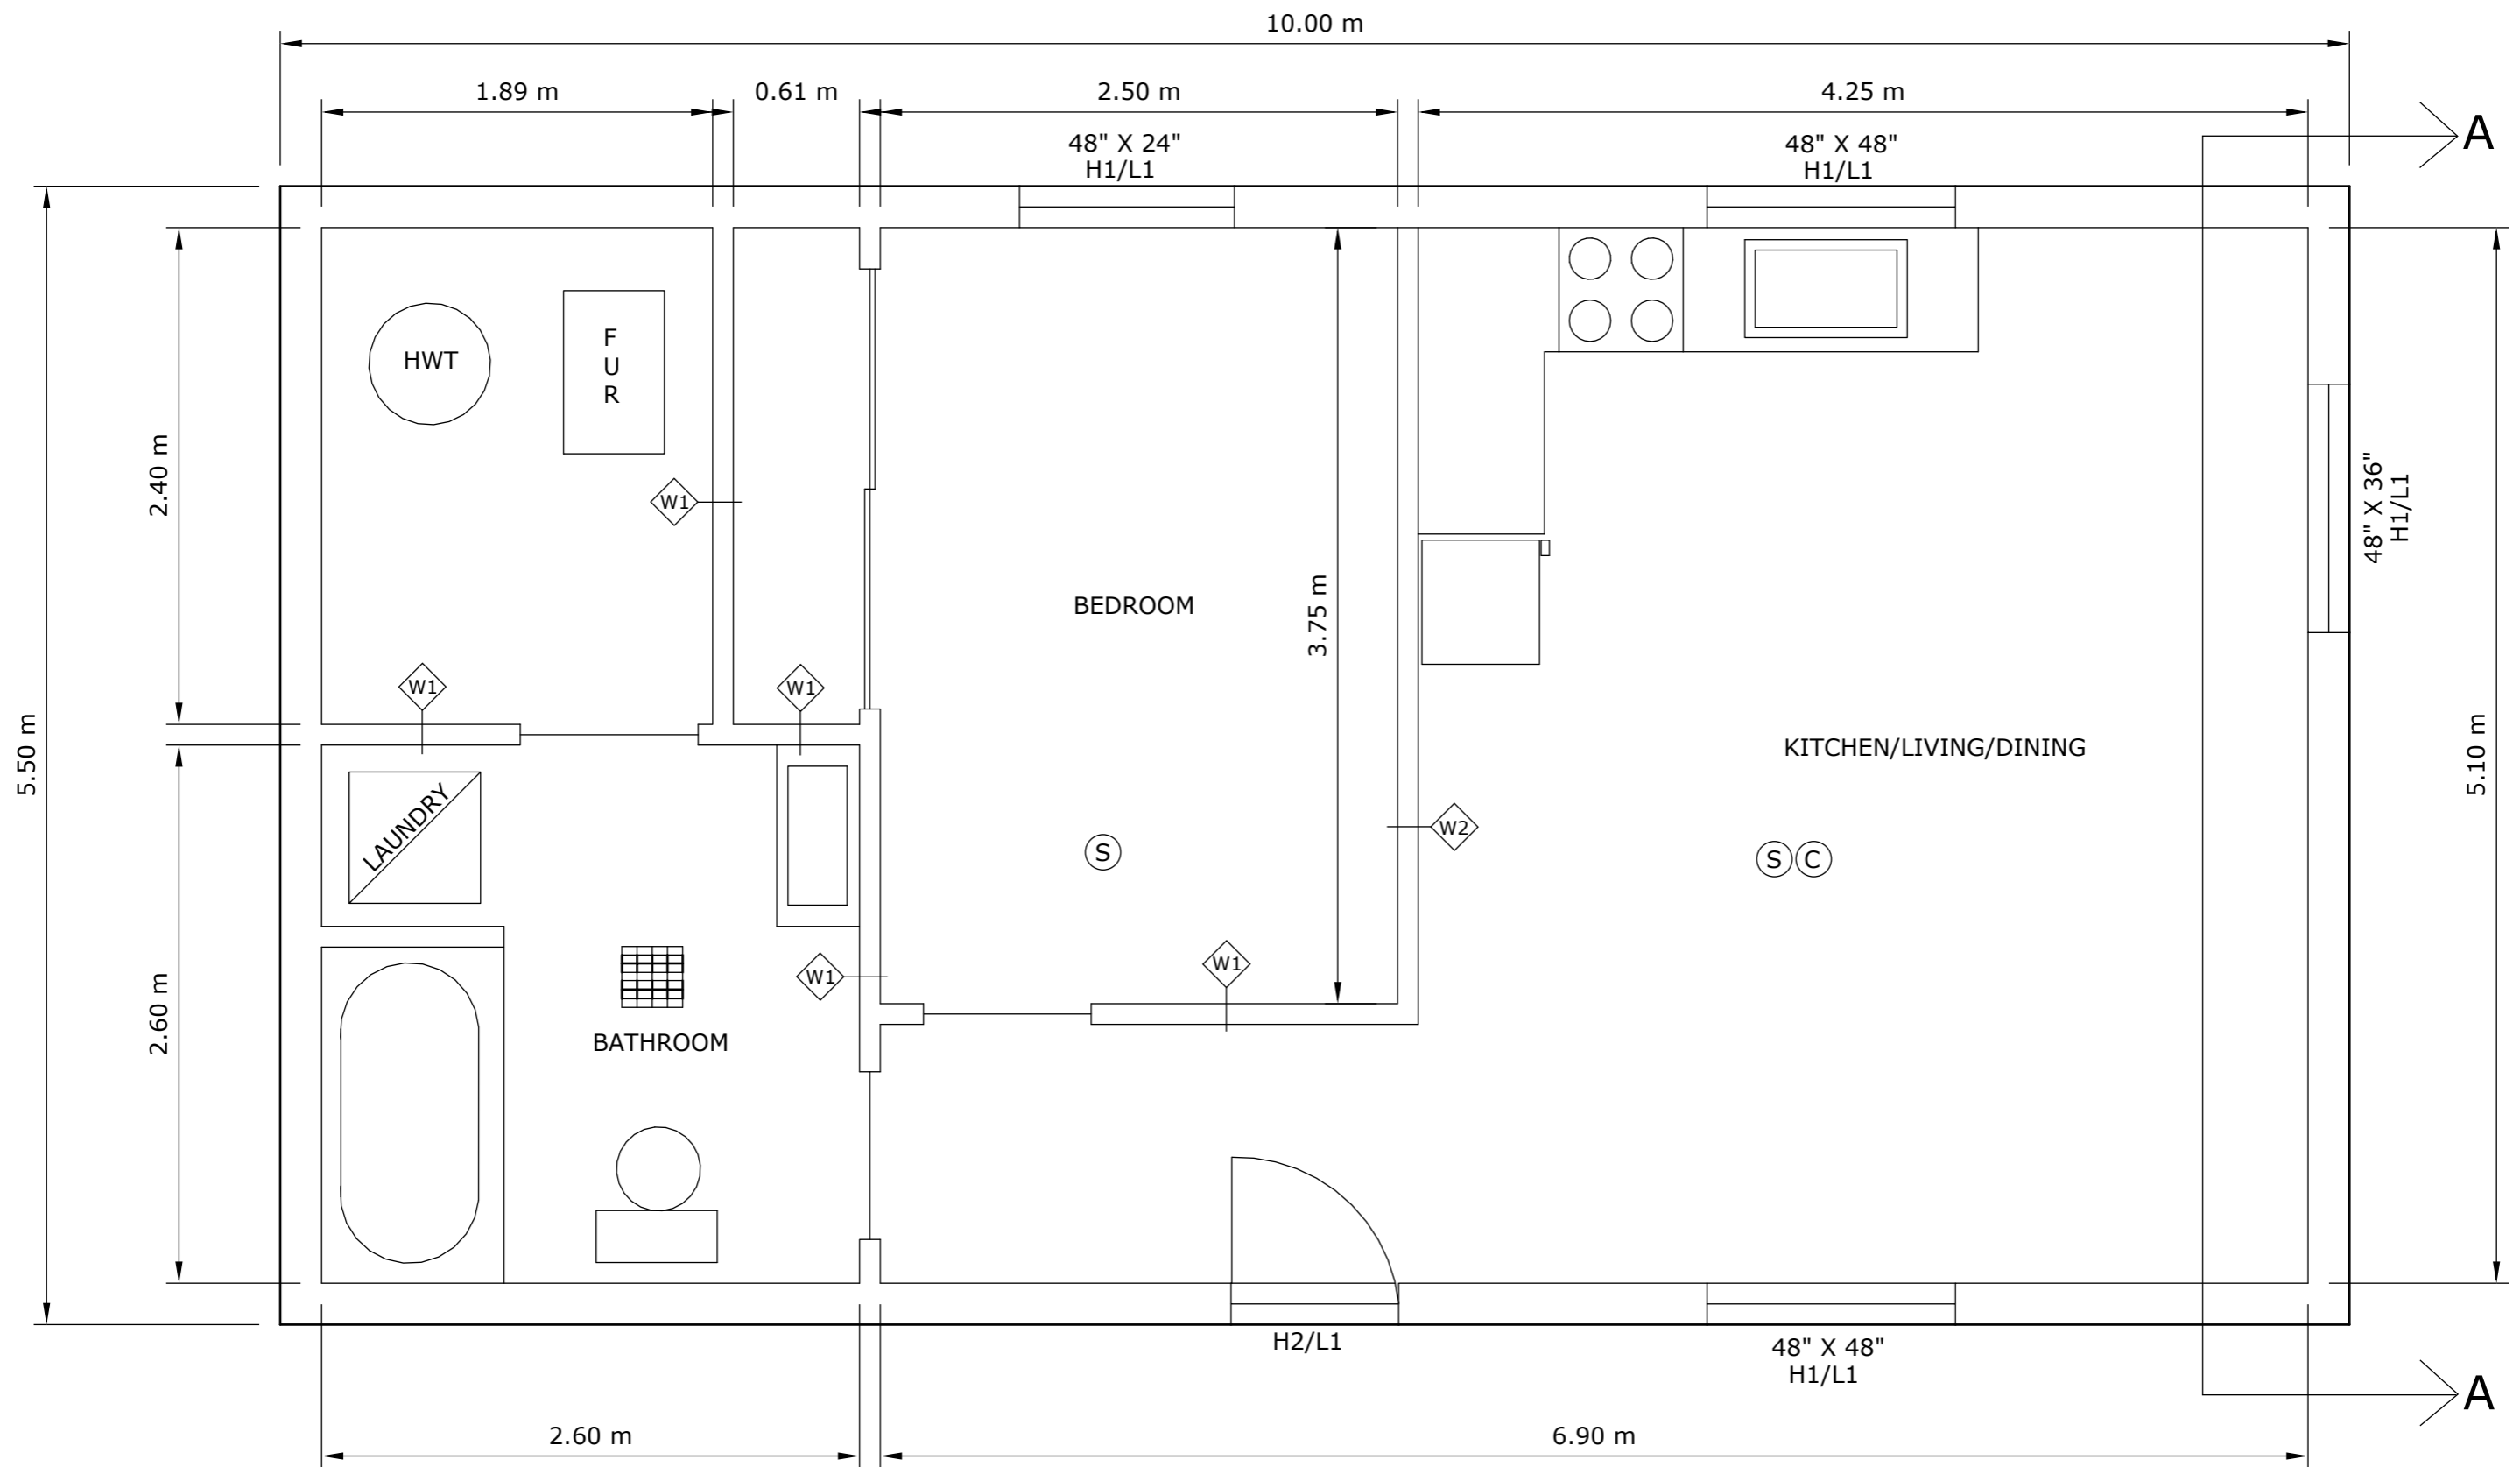 10.00 m
1.89 m
0.61 m
2.50 m
4.25 m
48" X 24"
H1/L1
48" X 48"
H1/L1
A
HWT
F
U
R
2.40 m
W1
48" X 36"
H1/L1
3.75 m
BEDROOM
W1
W1
5.50 m
KITCHEN/LIVING/DINING
5.10 m
LAUNDRY
W2
S
S C
W1
W1
2.60 m
BATHROOM
H2/L1
48" X 48"
H1/L1
A
2.60 m
6.90 m